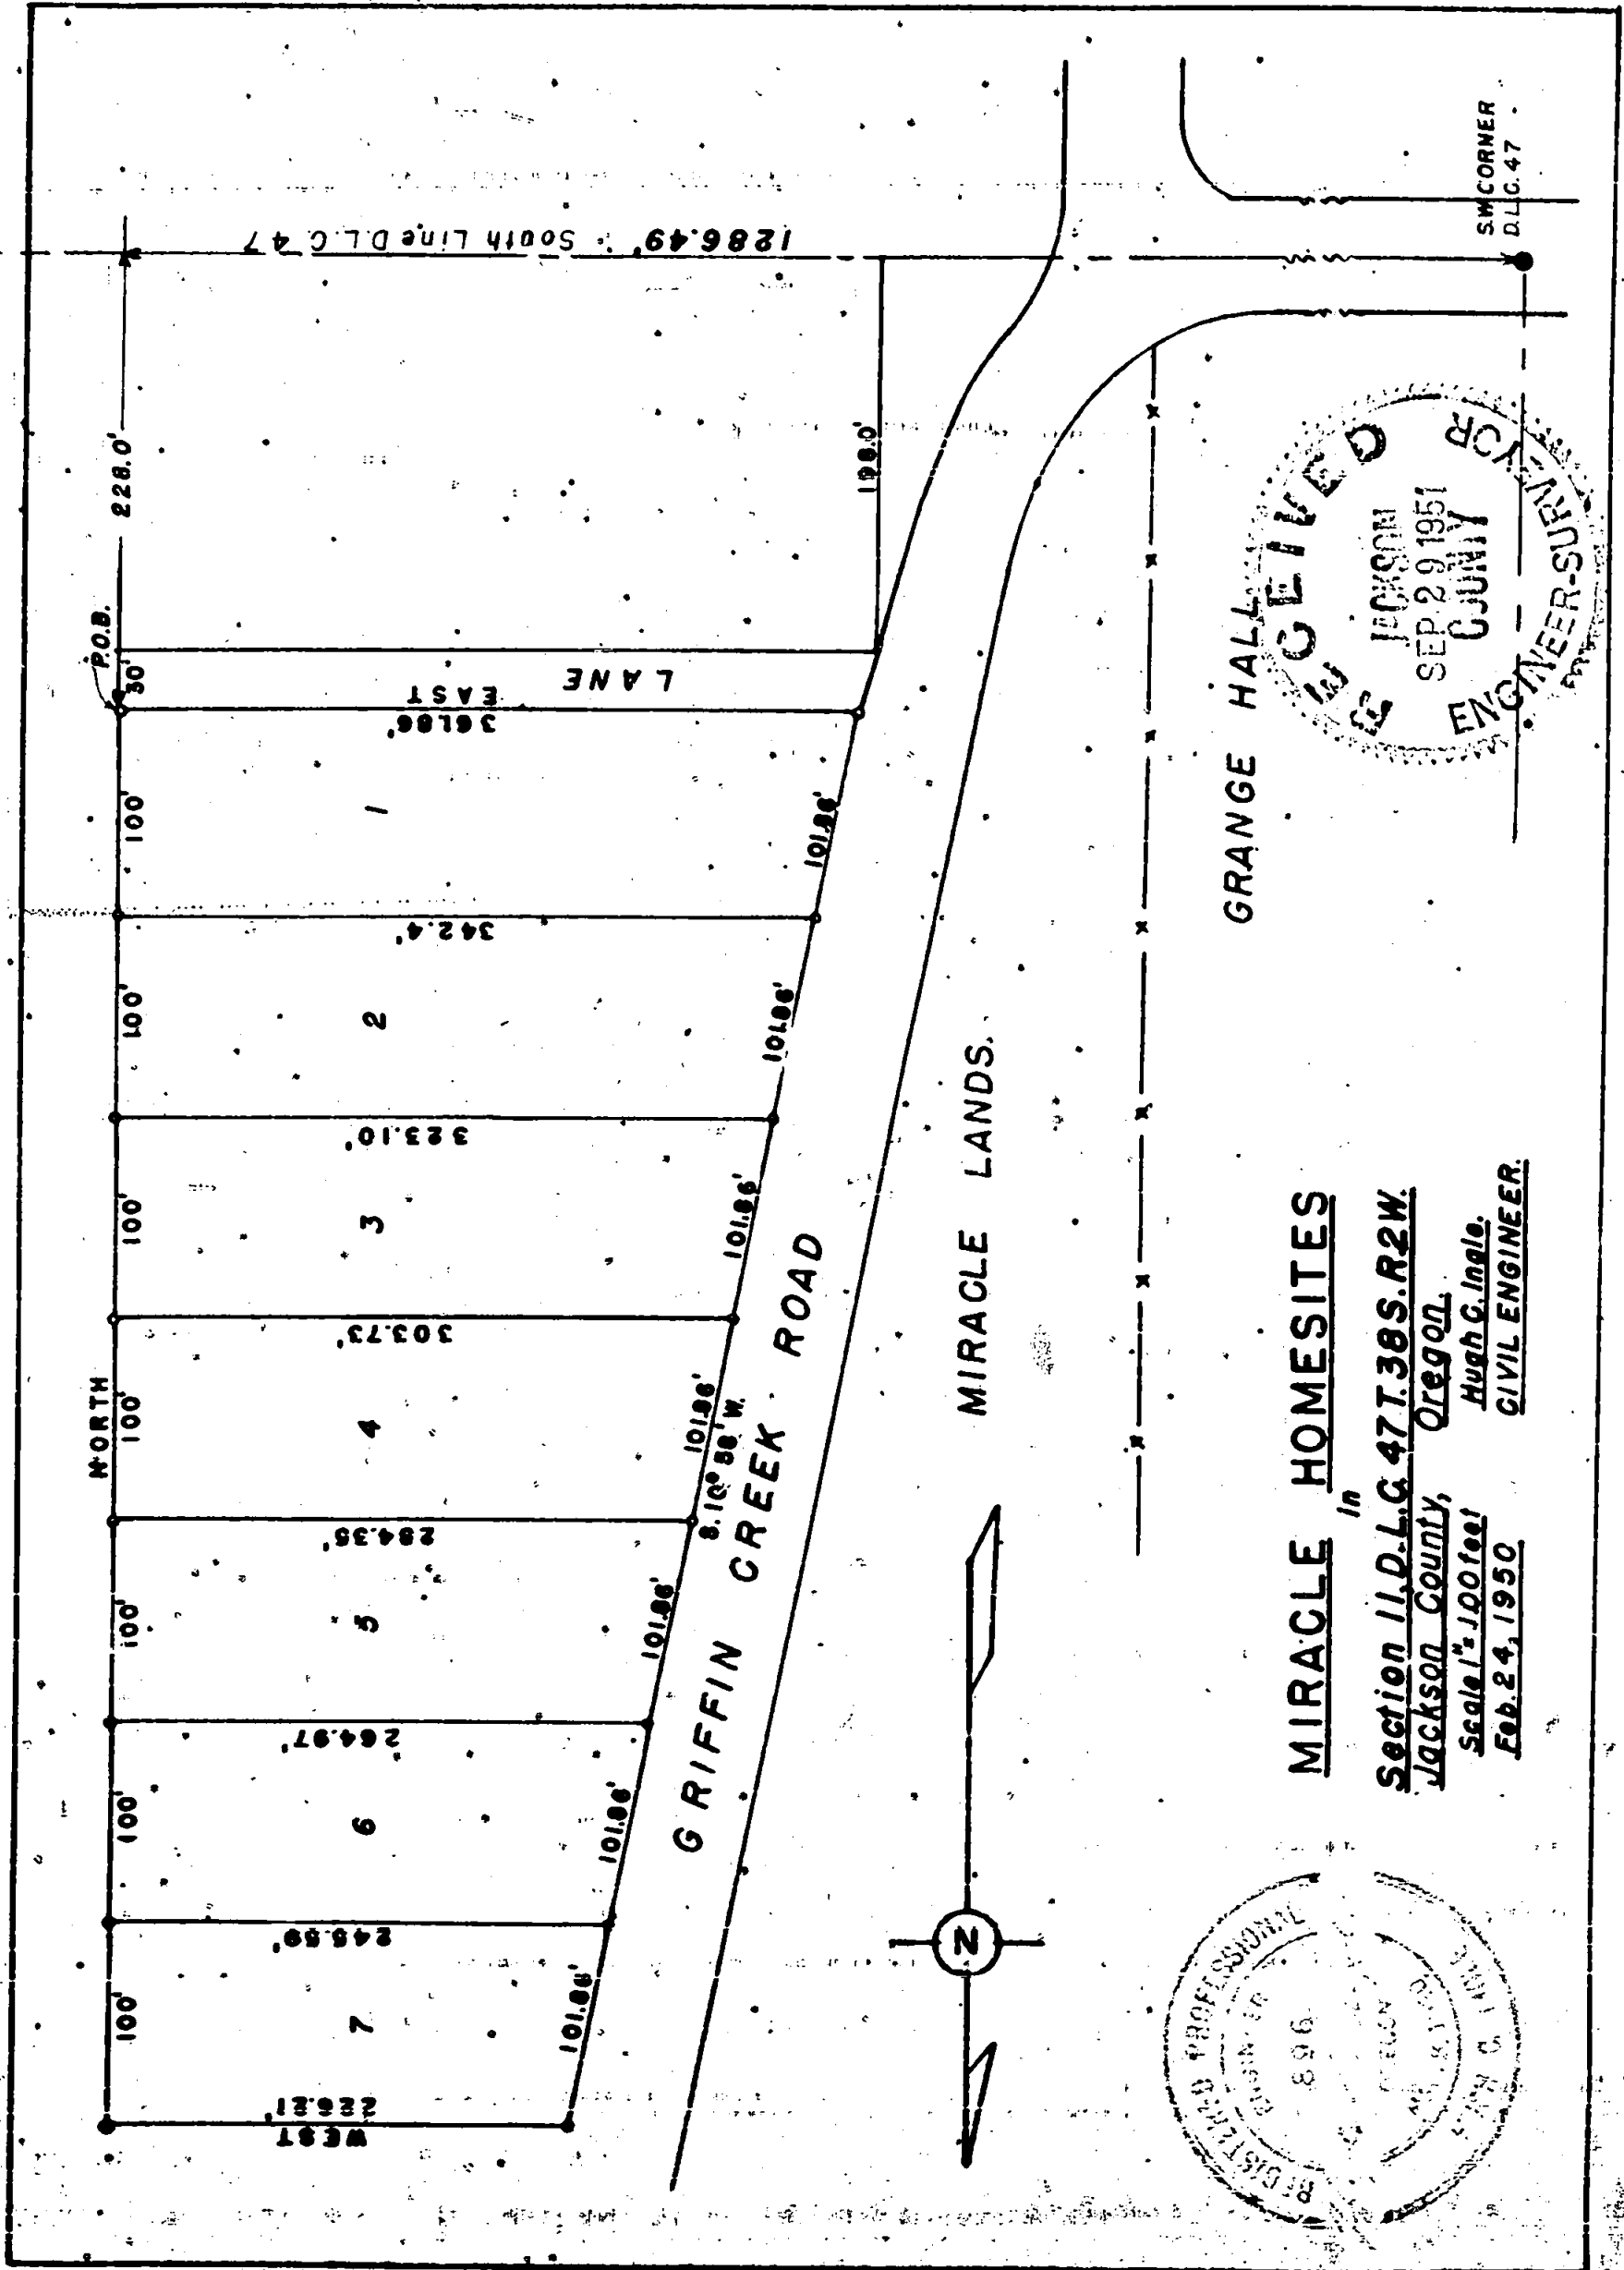 1286.49' South Line D.L.C 47
228.0'
P.O.B.
30'
LANE
EAST
361.86'
198.0'
S.W. CORNER
D.L.C. 47
NORTH
100'
1
101.86'
342.4'
100'
2
101.86'
323.10'
100'
3
101.86'
303.73'
100'
4
101.86'
284.35'
100'
5
101.86'
264.97'
100'
6
101.86'
245.59'
100'
7
101.86'
WEST
226.21'
S. 10° 58' W.
GRIFFIN CREEK ROAD
MIRACLE LANDS.
GRANGE HALL
N
MIRACLE HOMESITES
in
Section 11, D.L.C. 47 T.38S. R.2W.
Jackson County, Oregon.
Scale 1"= 100 feet
Feb. 24, 1950
Hugh C. Ingle.
CIVIL ENGINEER.
RECEIVED
JACKSON
SEP 29 1951
COUNTY
ENGINEER-SURVEYOR
REGISTERED PROFESSIONAL
ENGINEER
896
OREGON